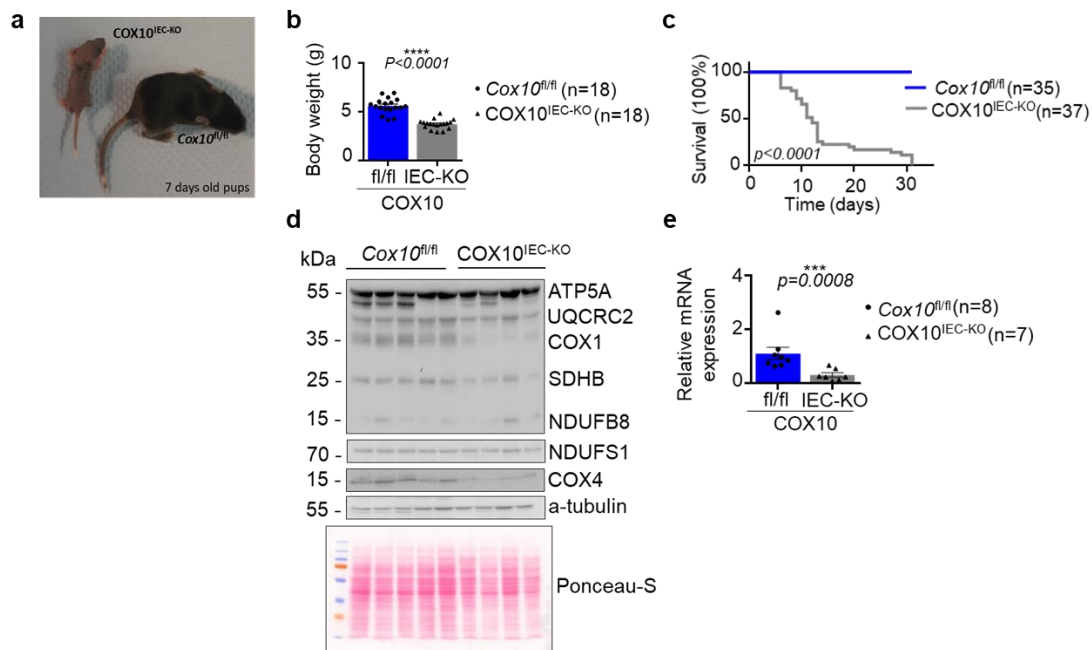 a
COX10IEC-KO
Cox10fl/fl
7 days old pups
b
Body weight (g)
10
5
0
****
P<0.0001
fl/fl IEC-KO
COX10
Cox10fl/fl (n=18)
COX10IEC-KO (n=18)
c
Survival (100%)
100
50
0
p<0.0001
0 10 20 30
Time (days)
Cox10fl/fl (n=35)
COX10IEC-KO (n=37)
d
kDa
Cox10fl/fl COX10IEC-KO
55 - ATP5A
UQCRC2
35 - COX1
25 - SDHB
15 - NDUFB8
70 - NDUFS1
15 - COX4
55 - a-tubulin
Ponceau-S
e
Relative mRNA
expression
4
2
0
***
p=0.0008
fl/fl IEC-KO
COX10
Cox10fl/fl (n=8)
COX10IEC-KO (n=7)